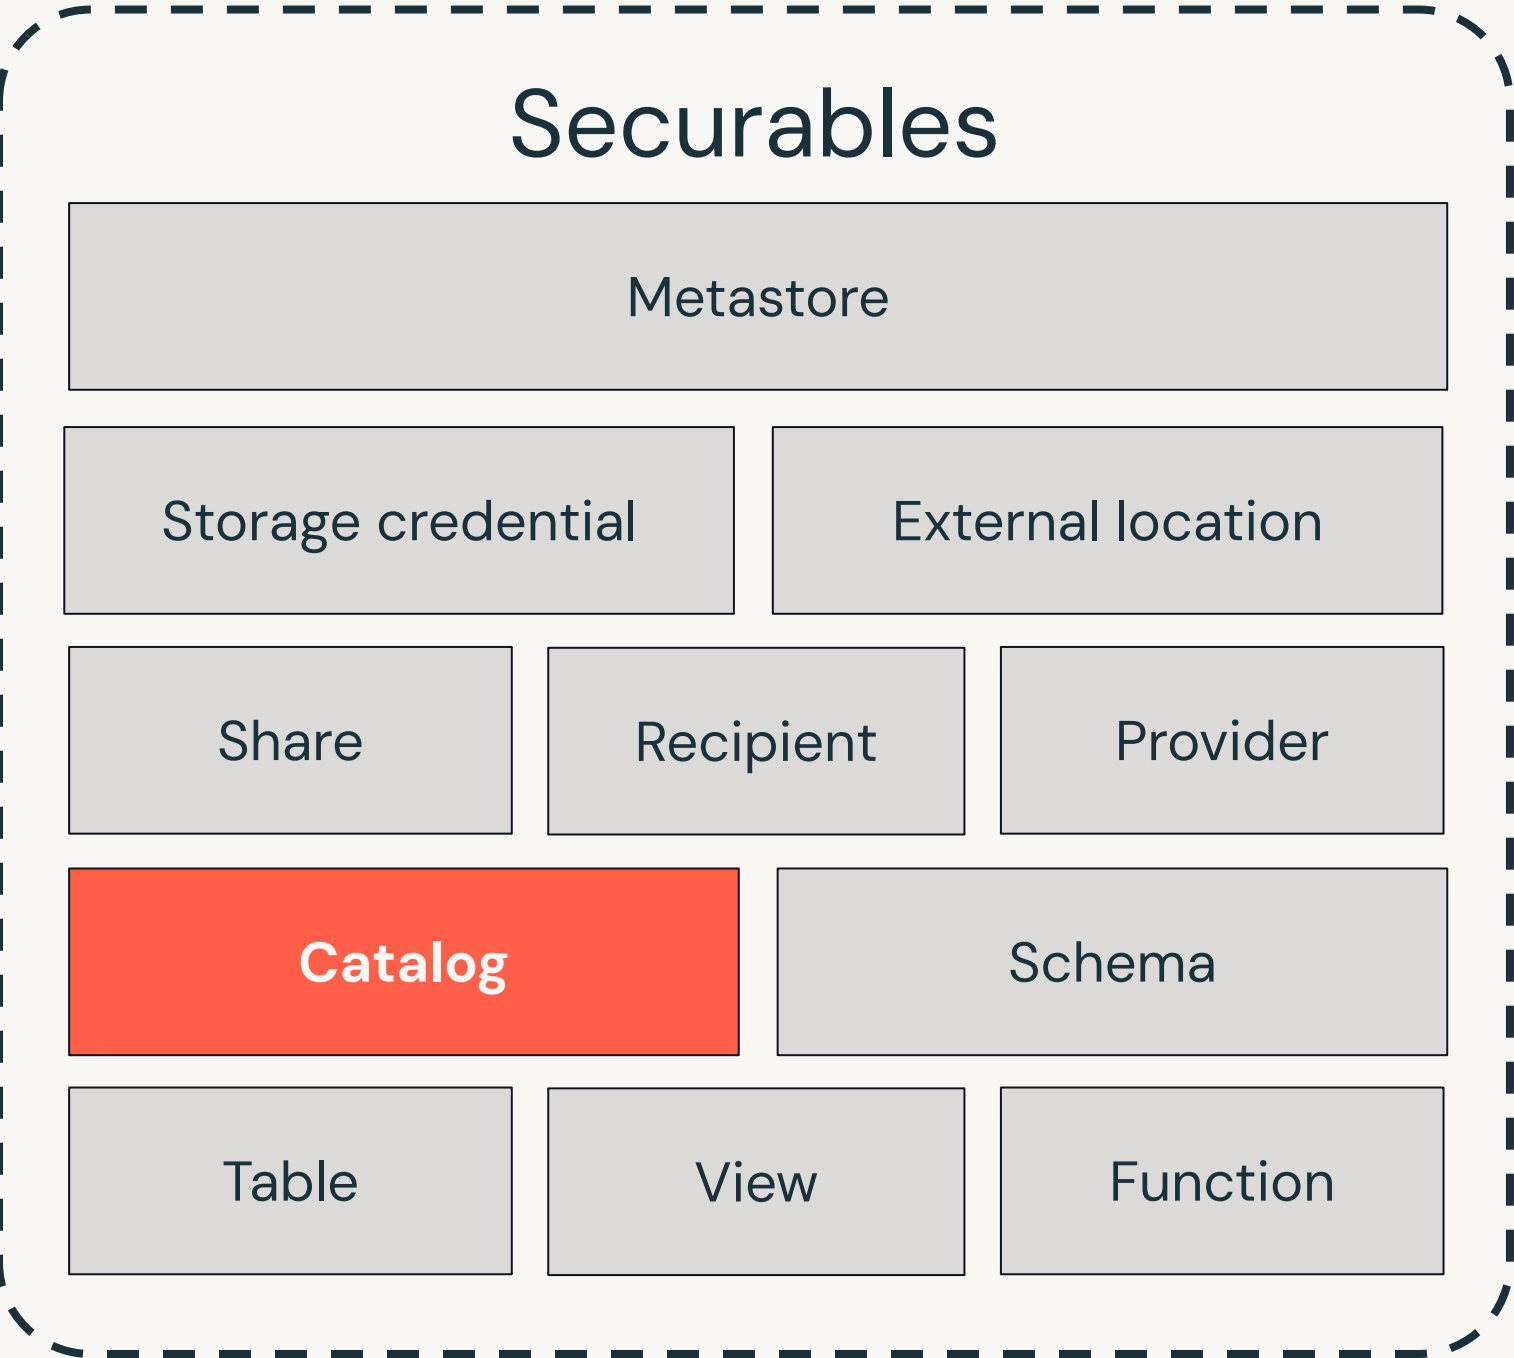 Securables
Metastore
Storage credential
External location
Share
Recipient
Provider
Catalog
Schema
Table
View
Function